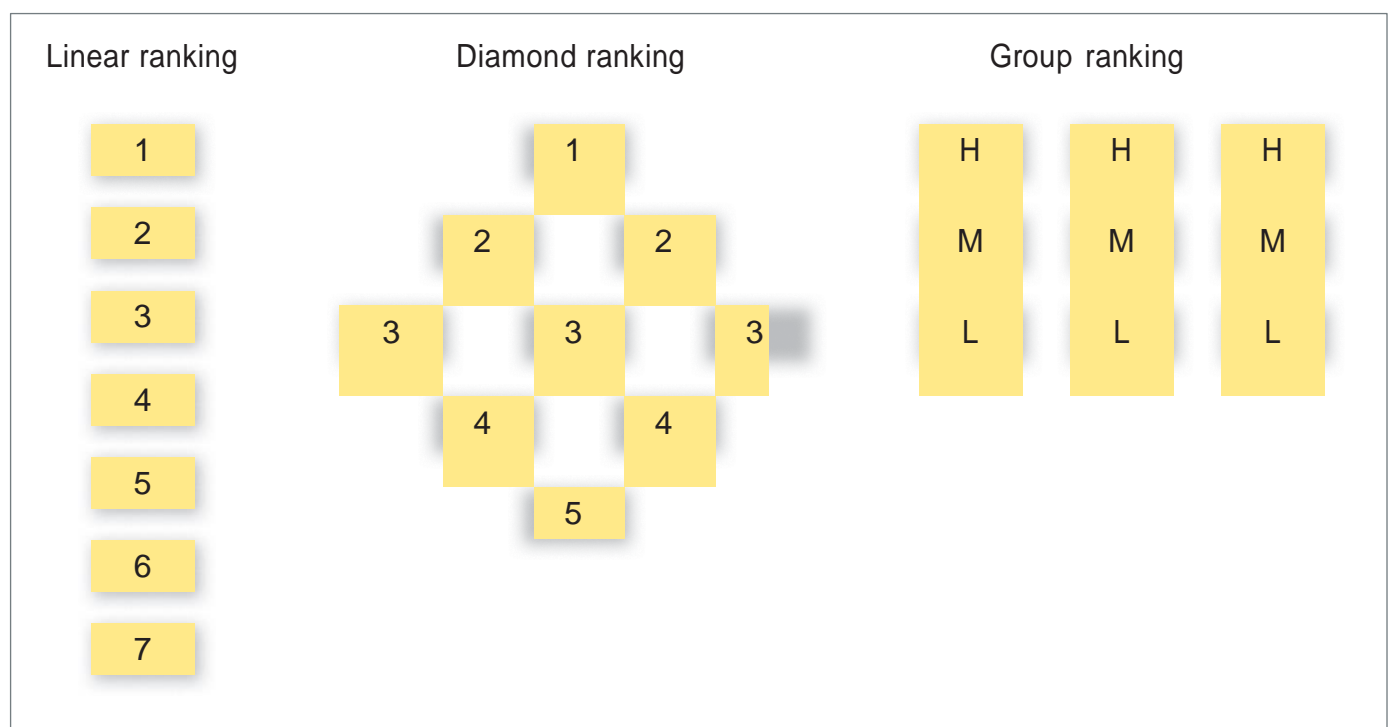 Linear ranking
1
2
3
4
5
6
7
Diamond ranking
1
2 2
3 3 3
4 4
5
Group ranking
H H H
M M M
L L L